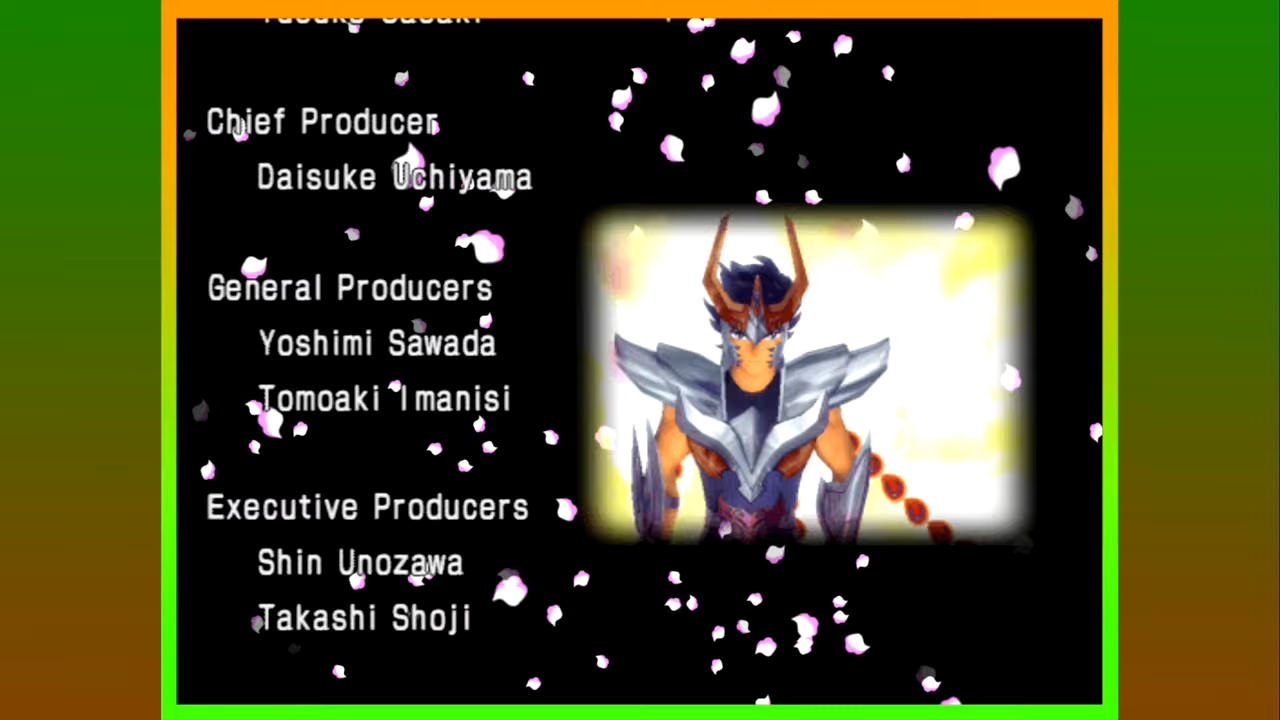 Chief Producer
Daisuke Uchiyama
General Producers
Yoshimi Sawada
Tomoaki Imanisi
Executive Producers
Shin Unozawa
Takashi Shoji